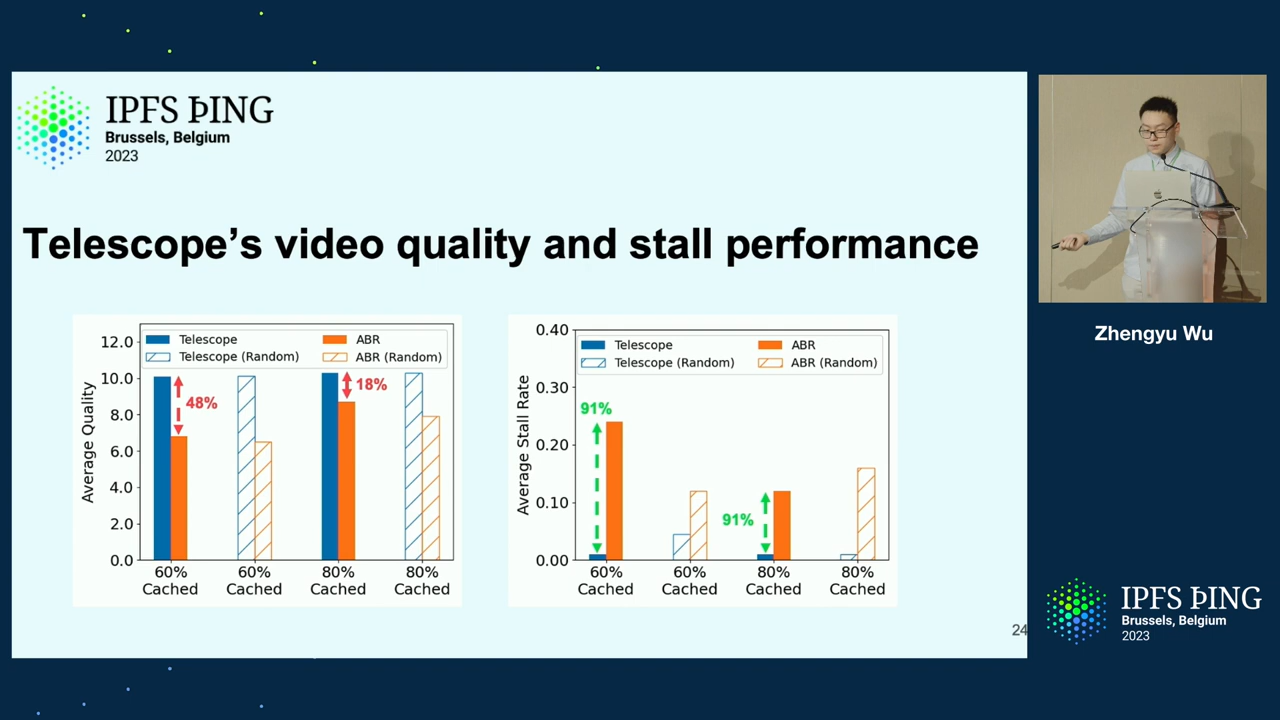 IPFS ÞING
Brussels, Belgium
2023
Telescope's video quality and stall performance
Average Quality
12.0
10.0
8.0
6.0
4.0
2.0
0.0
Telescope
ABR
Telescope (Random)
ABR (Random)
48%
18%
60%
Cached
60%
Cached
80%
Cached
80%
Cached
Average Stall Rate
0.40
0.30
0.20
0.10
0.00
Telescope
ABR
Telescope (Random)
ABR (Random)
91%
91%
60%
Cached
60%
Cached
80%
Cached
80%
Cached
24
Zhengyu Wu
IPFS ÞING
Brussels, Belgium
2023